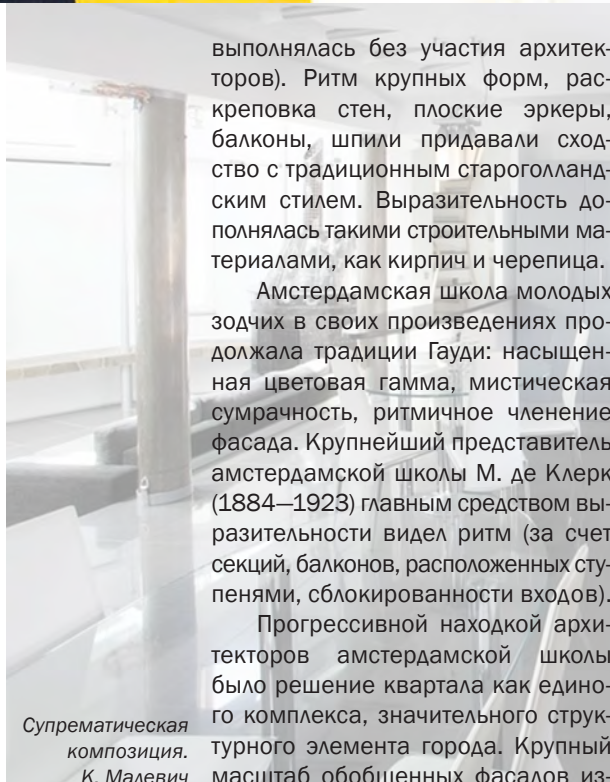 выполнялась без участия архитек-
торов). Ритм крупных форм, рас-
креповка стен, плоские эркеры,
балконы, шпили придавали сход-
ство с традиционным староголланд-
ским стилем. Выразительность до-
полнялась такими строительными ма-
териалами, как кирпич и черепица.
Амстердамская школа молодых
зодчих в своих произведениях про-
должала традиции Гауди: насыщен-
ная цветовая гамма, мистическая
сумрачность, ритмичное членение
фасада. Крупнейший представитель
амстердамской школы М. де Клерк
(1884—1923) главным средством вы-
разительности видел ритм (за счет
секций, балконов, расположенных сту-
пенями, сблокированности входов).
Прогрессивной находкой архи-
текторов амстердамской школы
было решение квартала как едино-
го комплекса, значительного струк-
турного элемента города. Крупный
масштаб обобщенных фасадов из-
Супрематическая
композиция.
К. Малевич